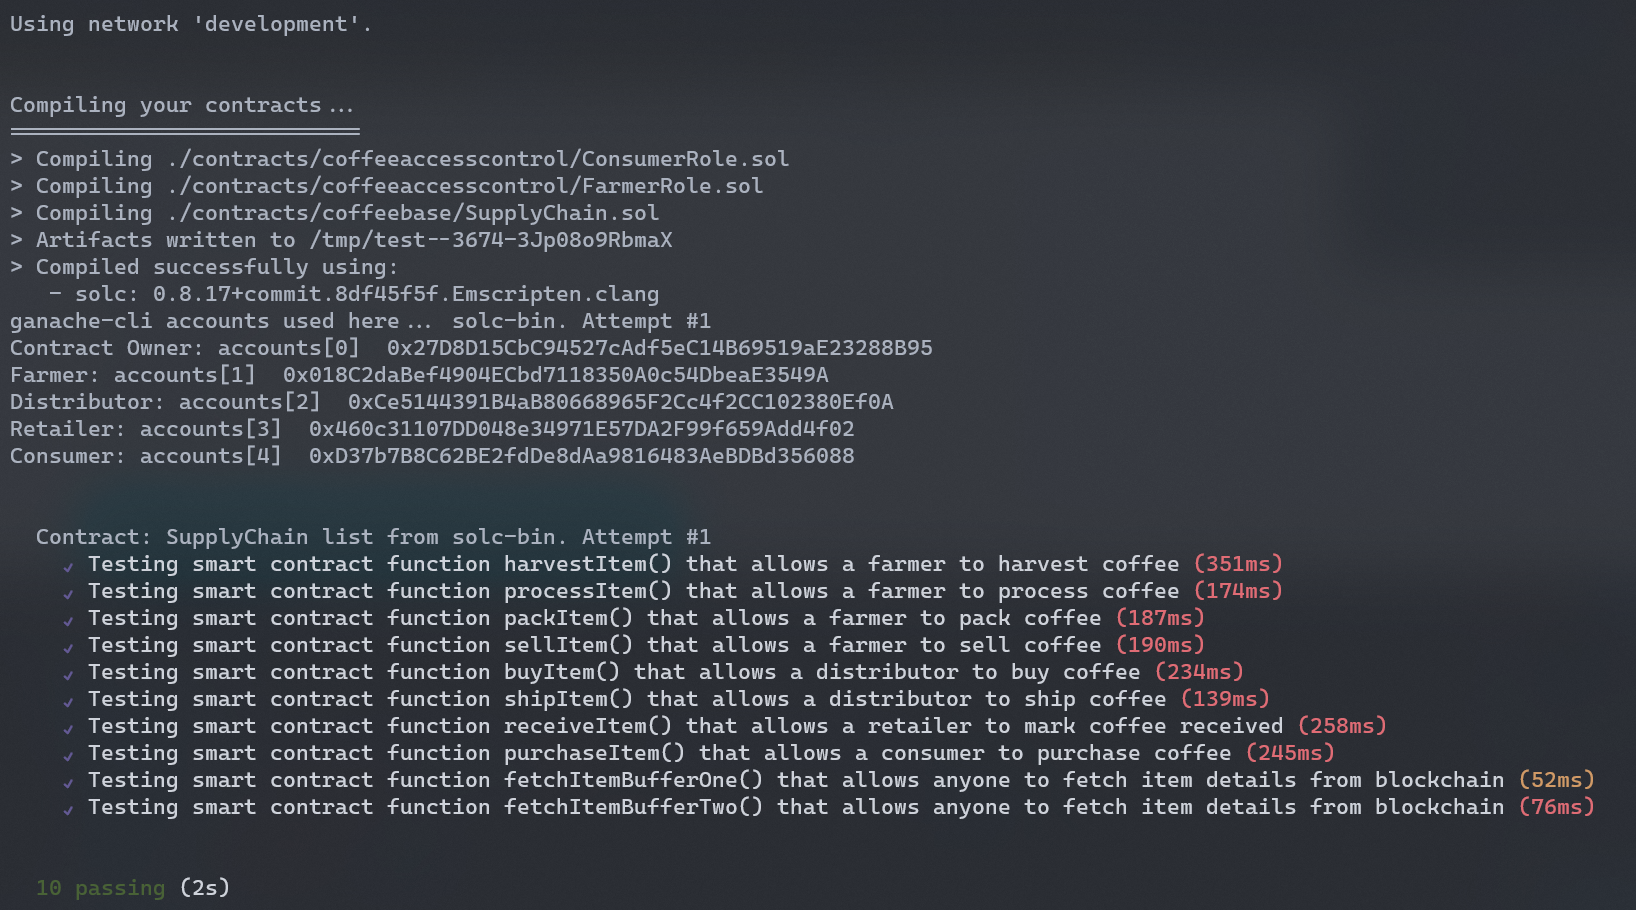 Using network 'development'.
Compiling your contracts...
> Compiling ./contracts/coffeeaccesscontrol/ConsumerRole.sol
> Compiling ./contracts/coffeeaccesscontrol/FarmerRole.sol
> Compiling ./contracts/coffeebase/SupplyChain.sol
> Artifacts written to /tmp/test--3674-3Jp08o9RbmaX
> Compiled successfully using:
- solc: 0.8.17+commit.8df45f5f.Emscripten.clang
ganache-cli accounts used here... solc-bin. Attempt #1
Contract Owner: accounts[0] 0x27D8D15CbC94527cAdf5eC14B69519aE23288B95
Farmer: accounts[1] 0x018C2daBef4904ECbd7118350A0c54DbeaE3549A
Distributor: accounts[2] 0xCe5144391B4aB80668965F2Cc4f2CC102380Ef0A
Retailer: accounts[3] 0x460c31107DD048e34971E57DA2F99f659Add4f02
Consumer: accounts[4] 0xD37b7B8C62BE2fdDe8dAa9816483AeBDBd356088
Contract: SupplyChain list from solc-bin. Attempt #1
✓ Testing smart contract function harvestItem() that allows a farmer to harvest coffee (351ms)
✓ Testing smart contract function processItem() that allows a farmer to process coffee (174ms)
✓ Testing smart contract function packItem() that allows a farmer to pack coffee (187ms)
✓ Testing smart contract function sellItem() that allows a farmer to sell coffee (190ms)
✓ Testing smart contract function buyItem() that allows a distributor to buy coffee (234ms)
✓ Testing smart contract function shipItem() that allows a distributor to ship coffee (139ms)
✓ Testing smart contract function receiveItem() that allows a retailer to mark coffee received (258ms)
✓ Testing smart contract function purchaseItem() that allows a consumer to purchase coffee (245ms)
✓ Testing smart contract function fetchItemBufferOne() that allows anyone to fetch item details from blockchain (52ms)
✓ Testing smart contract function fetchItemBufferTwo() that allows anyone to fetch item details from blockchain (76ms)
10 passing (2s)